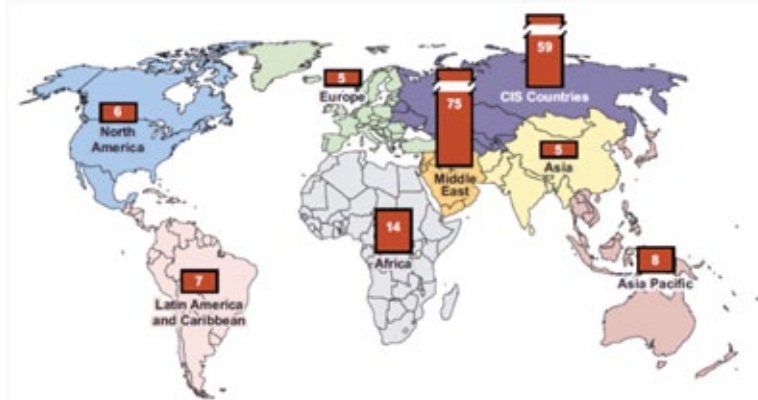 59
CIS Countries
5
Europe
75
Middle
East
6
North
America
5
Asia
14
Africa
8
Asia Pacific
7
Latin America
and Caribbean